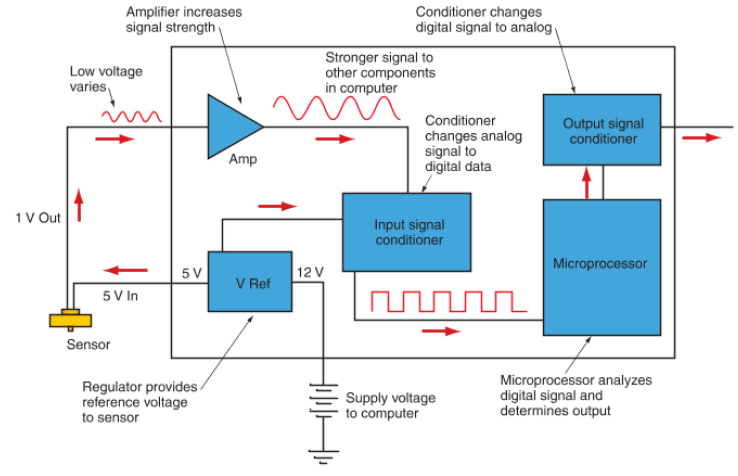 Amplifier increases
signal strength
Conditioner changes
digital signal to analog
Low voltage
varies
Stronger signal to
other components
in computer
Amp
Conditioner
changes analog
signal to
digital data
Output signal
conditioner
1 V Out
Input signal
conditioner
Microprocessor
5 V
V Ref
12 V
5 V In
Sensor
Regulator provides
reference voltage
to sensor
Supply voltage
to computer
Microprocessor analyzes
digital signal and
determines output